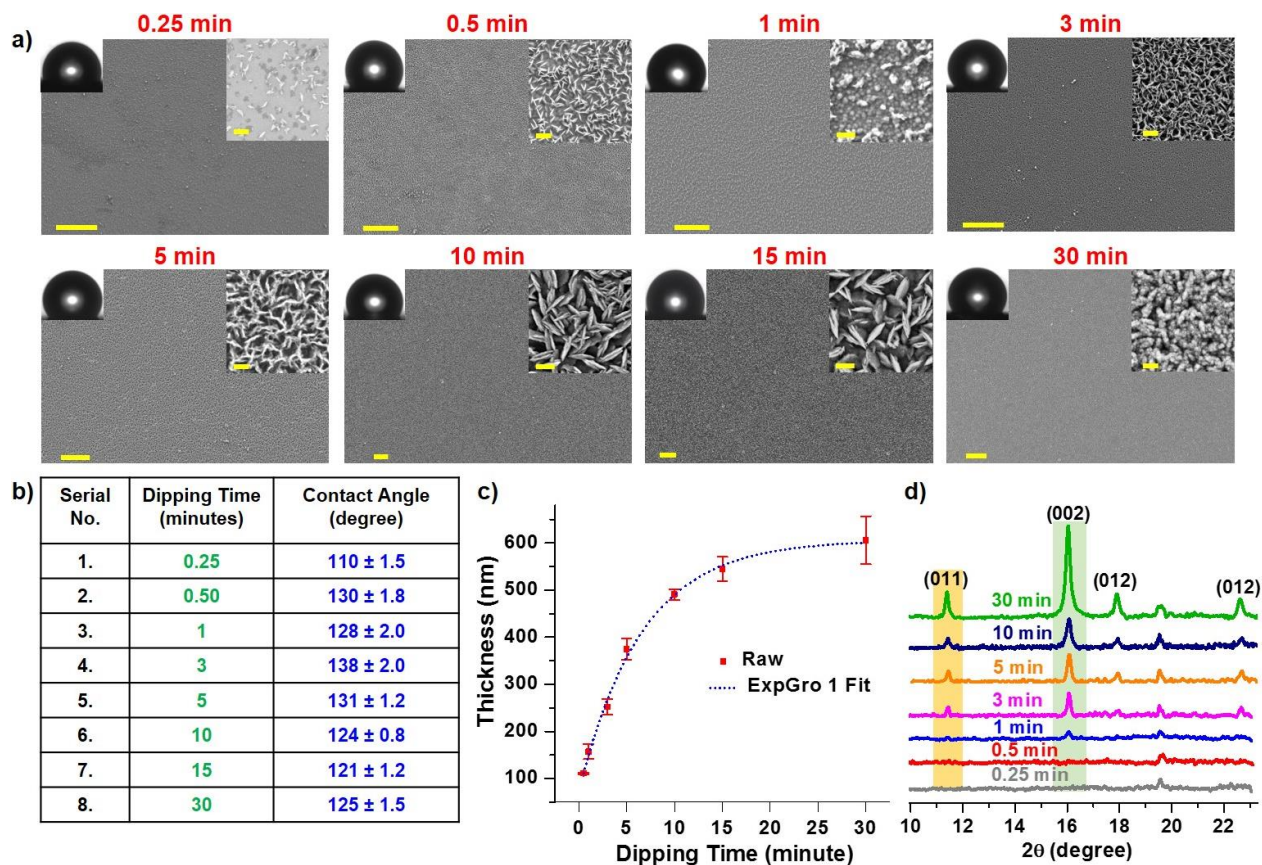 a)
0.25 min
0.5 min
1 min
3 min
5 min
10 min
15 min
30 min
b)
Serial No. Dipping Time (minutes) Contact Angle (degree)
1. 0.25 110 ± 1.5
2. 0.50 130 ± 1.8
3. 1 128 ± 2.0
4. 3 138 ± 2.0
5. 5 131 ± 1.2
6. 10 124 ± 0.8
7. 15 121 ± 1.2
8. 30 125 ± 1.5
c)
Thickness (nm)
600
500
400
300
200
100
Raw
ExpGro 1 Fit
0 5 10 15 20 25 30
Dipping Time (minute)
d)
(002)
(011)
(012)
(012)
30 min
10 min
5 min
3 min
1 min
0.5 min
0.25 min
10 12 14 16 18 20 22
2θ (degree)